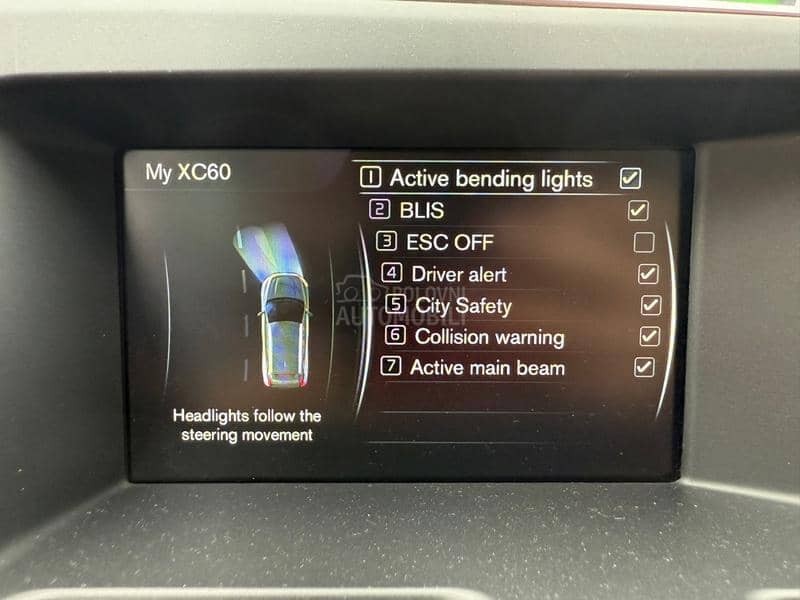 My XC60
1 Active bending lights
2 BLIS
3 ESC OFF
4 Driver alert
5 City Safety
6 Collision warning
7 Active main beam
Headlights follow the
steering movement
POLOVNI
AUTOMOBILI